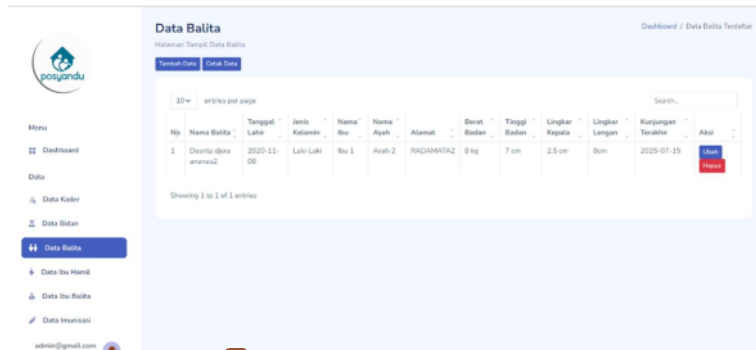 posyandu
Menu
Dashboard
Data
Data Kader
Data Bidan
Data Balita
Data Ibu Hamil
Data Ibu Balita
Data Imunisasi
admin@gmail.com
Data Balita
Dashboard / Data Balita Terdaftar
Halaman Tampil Data Balita
Tambah Data Cetak Data
10 entries per page
Search...
No Nama Balita Tanggal Lahir Jenis Kelamin Nama Ibu Nama Ayah Alamat Berat Badan Tinggi Badan Lingkar Kepala Lingkar Lengan Kunjungan Terakhir Aksi
1 2020-11-08 Laki-Laki Ibu 1 Ayah 2 RADAMATA2 8 kg 7 cm 2.5 cm 8cm 2025-07-15 Ubah
Hapus
Showing 1 to 1 of 1 entries